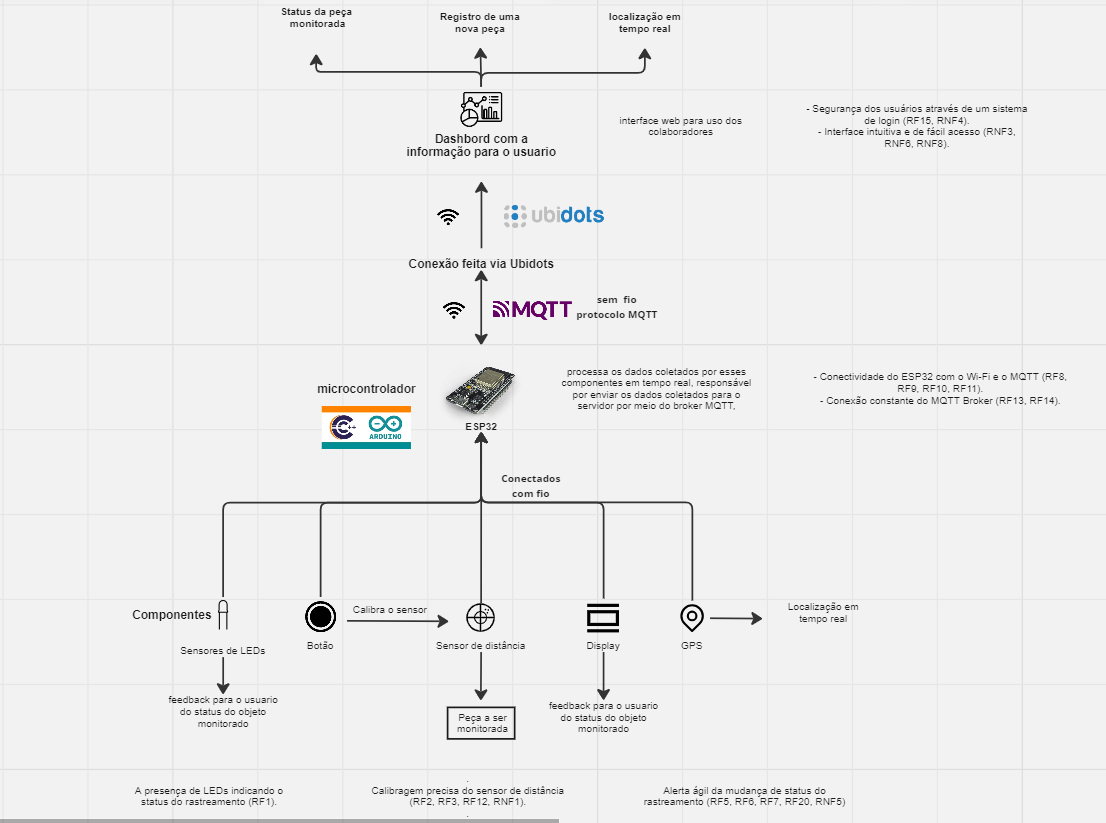 Status da peça
monitorada
Registro de uma
nova peça
localização em
tempo real
Dashbord com a
informação para o usuario
interface web para uso dos
colaboradores
- Segurança dos usuários através de um sistema
de login (RF15, RNF4).
- Interface intuitiva e de fácil acesso (RNF3,
RNF6, RNF8).
ubidots
Conexão feita via Ubidots
MQTT
sem fio
protocolo MQTT
microcontrolador
C++
ARDUINO
ESP32
processa os dados coletados por esses
componentes em tempo real, responsável
por enviar os dados coletados para o
servidor por meio do broker MQTT,
- Conectividade do ESP32 com o Wi-Fi e o MQTT (RF8,
RF9, RF10, RF11).
- Conexão constante do MQTT Broker (RF13, RF14).
Conectados
com fio
Componentes
Sensores de LEDs
Botão
Calibra o sensor
Sensor de distância
Display
GPS
Localização em
tempo real
feedback para o usuario
do status do objeto
monitorado
Peça a ser
monitorada
feedback para o usuario
do status do objeto
monitorado
A presença de LEDs indicando o
status do rastreamento (RF1).
.
Calibragem precisa do sensor de distância
(RF2, RF3, RF12, RNF1).
.
Alerta ágil da mudança de status do
rastreamento (RF5, RF6, RF7, RF20, RNF5)